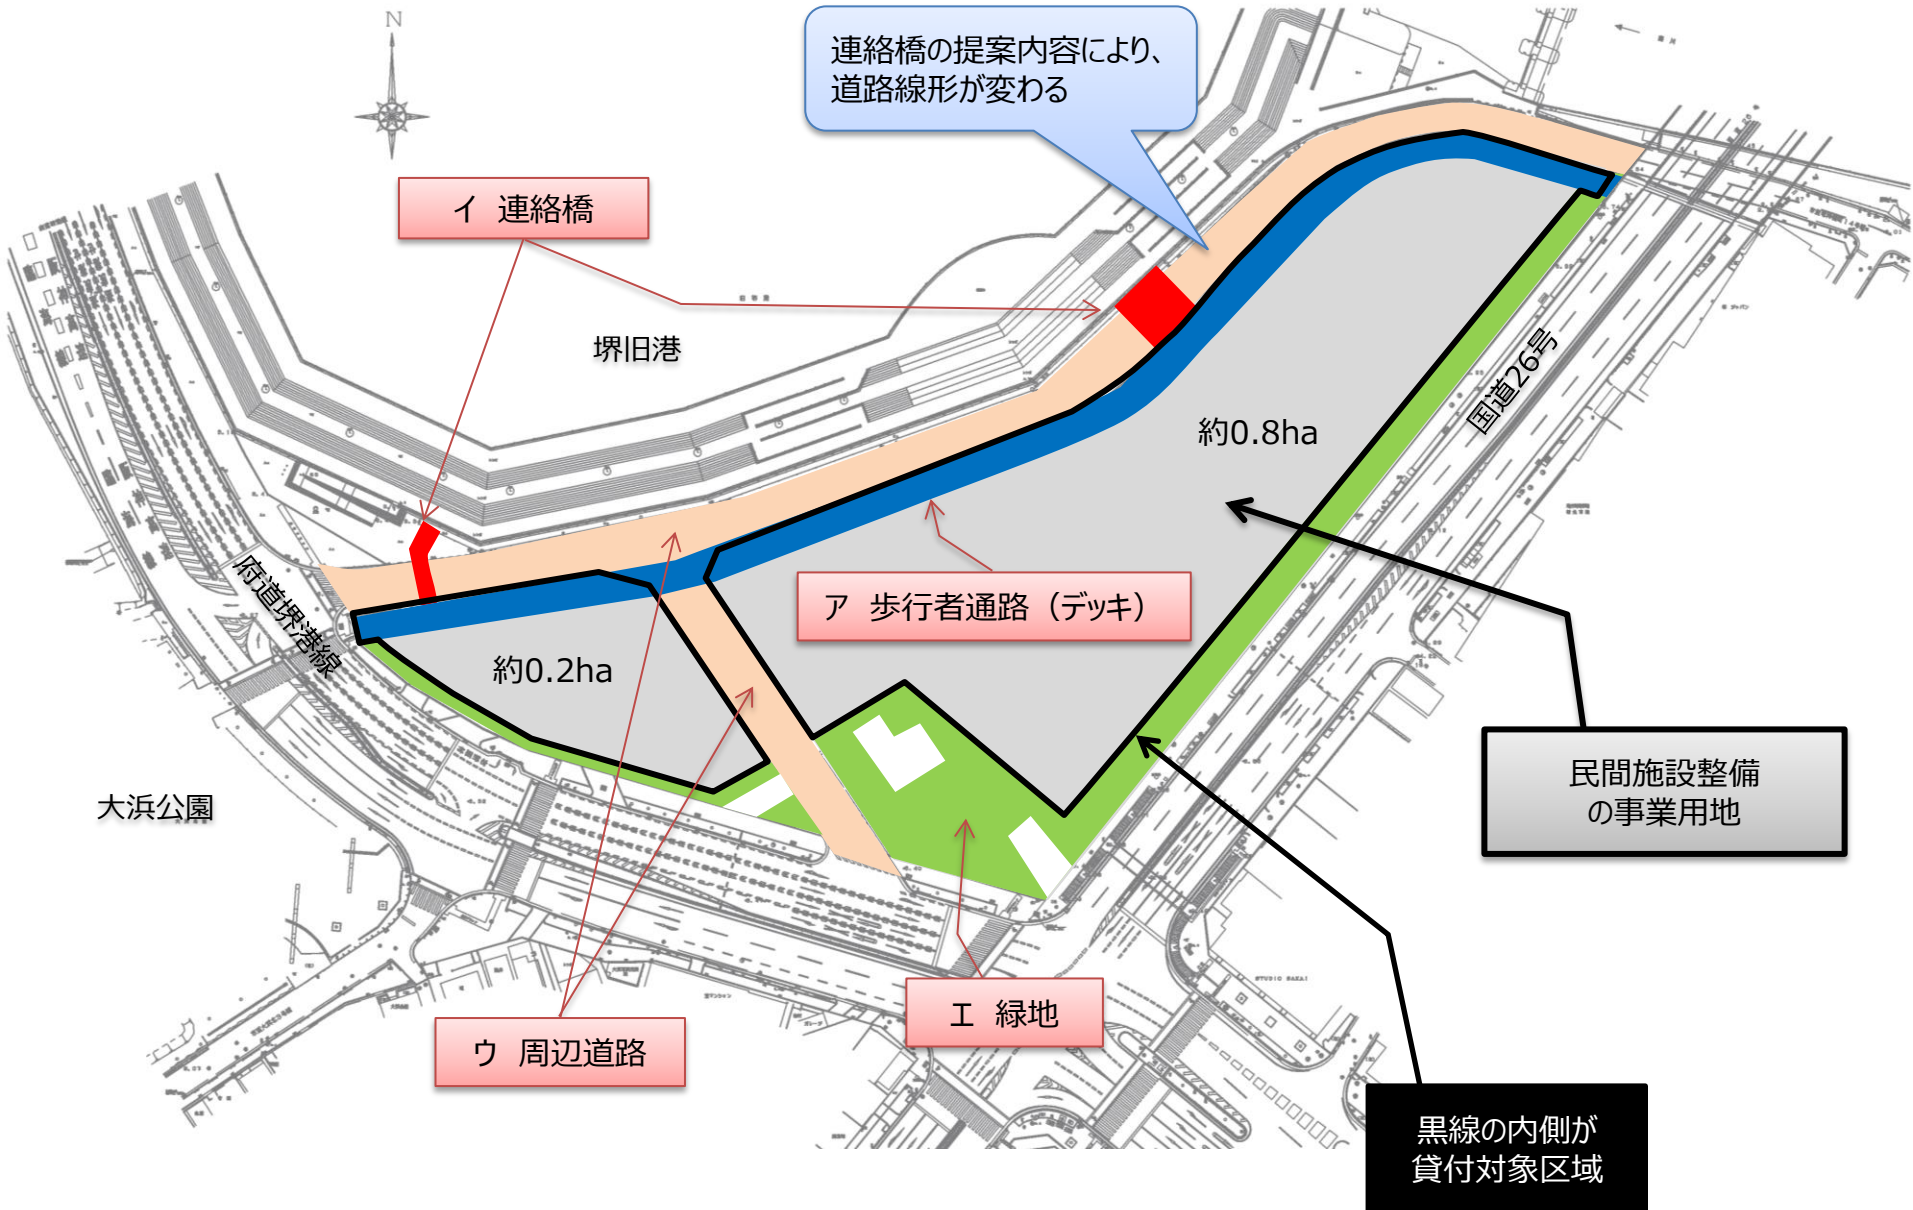 N
連絡橋の提案内容により、
道路線形が変わる
イ 連絡橋
堺旧港
国道26号
約0.8ha
府道堺港線
ア 歩行者通路（デッキ）
約0.2ha
大浜公園
民間施設整備
の事業用地
エ 緑地
ウ 周辺道路
黒線の内側が
貸付対象区域
STUDIO SAKAI